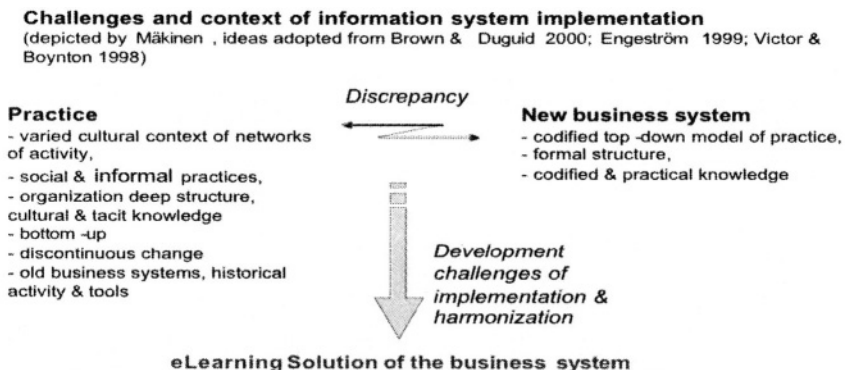 Challenges and context of information system implementation
(depicted by Mäkinen , ideas adopted from Brown & Duguid 2000; Engeström 1999; Victor &
Boynton 1998)
Discrepancy
Practice
- varied cultural context of networks
of activity,
- social & informal practices,
- organization deep structure,
cultural & tacit knowledge
- bottom -up
- discontinuous change
- old business systems, historical
activity & tools
New business system
- codified top -down model of practice,
- formal structure,
- codified & practical knowledge
Development
challenges of
implementation &
harmonization
eLearning Solution of the business system